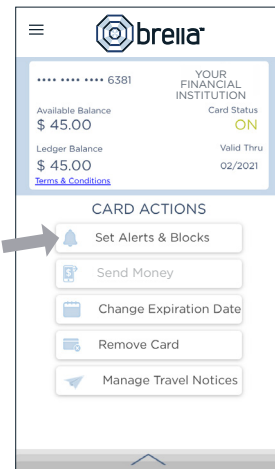 brella
•••• •••• •••• 6381
YOUR
FINANCIAL
INSTITUTION
Available Balance
Card Status
$ 45.00
ON
Ledger Balance
Valid Thru
$ 45.00
02/2021
Terms & Conditions
CARD ACTIONS
Set Alerts & Blocks
Send Money
Change Expiration Date
Remove Card
Manage Travel Notices